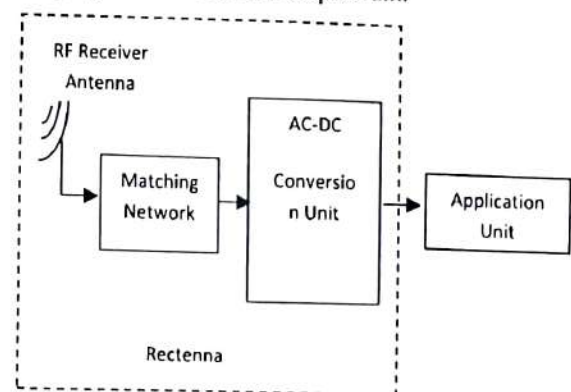 RF Receiver
Antenna
Matching
Network
AC-DC
Conversio
n Unit
Application
Unit
Rectenna